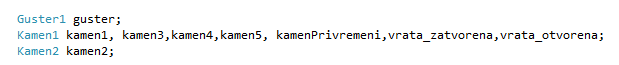 Guster1 guster;
Kamen1 kamen1, kamen3,kamen4,kamen5, kamenPrivremeni,vrata_zatvorena,vrata_otvorena;
Kamen2 kamen2;